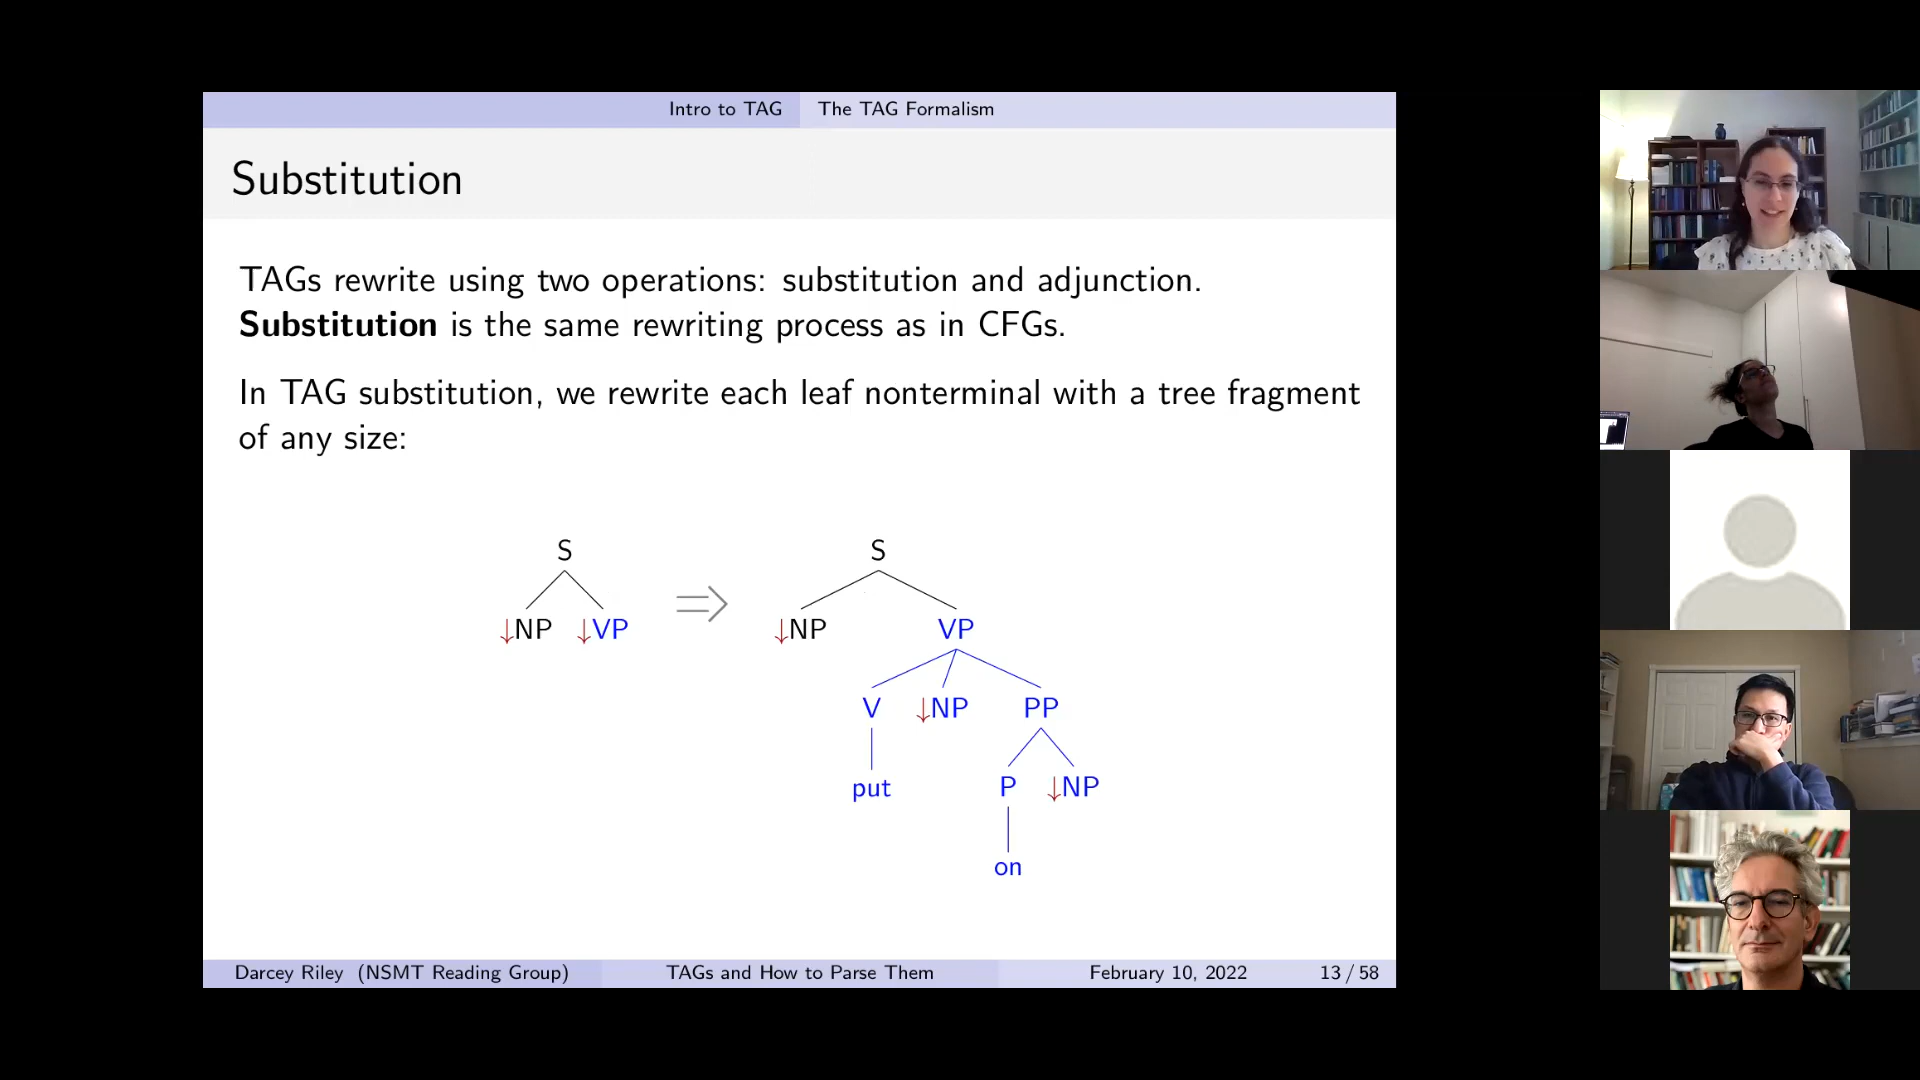 Intro to TAG The TAG Formalism
Substitution
TAGs rewrite using two operations: substitution and adjunction.
Substitution is the same rewriting process as in CFGs.
In TAG substitution, we rewrite each leaf nonterminal with a tree fragment
of any size:
S ⇒ S
↓NP ↓VP ↓NP VP
V ↓NP PP
put P ↓NP
on
Darcey Riley (NSMT Reading Group) TAGs and How to Parse Them February 10, 2022 13 / 58